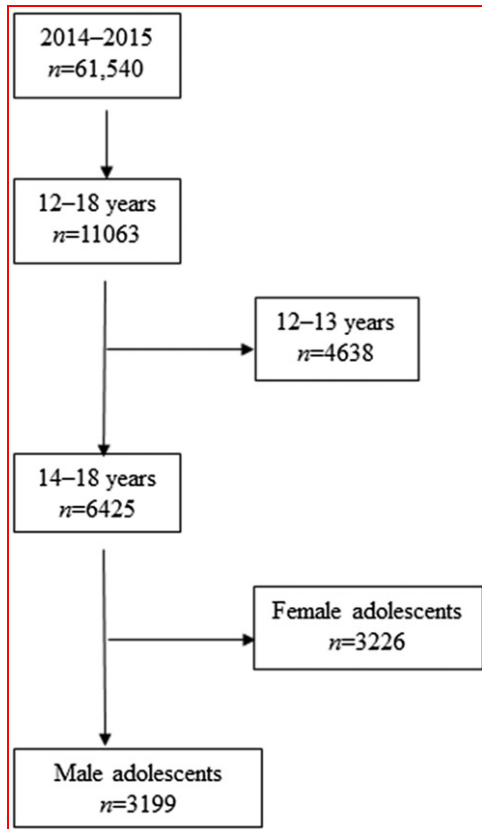 2014–2015
n=61,540
12–18 years
n=11063
12–13 years
n=4638
14–18 years
n=6425
Female adolescents
n=3226
Male adolescents
n=3199